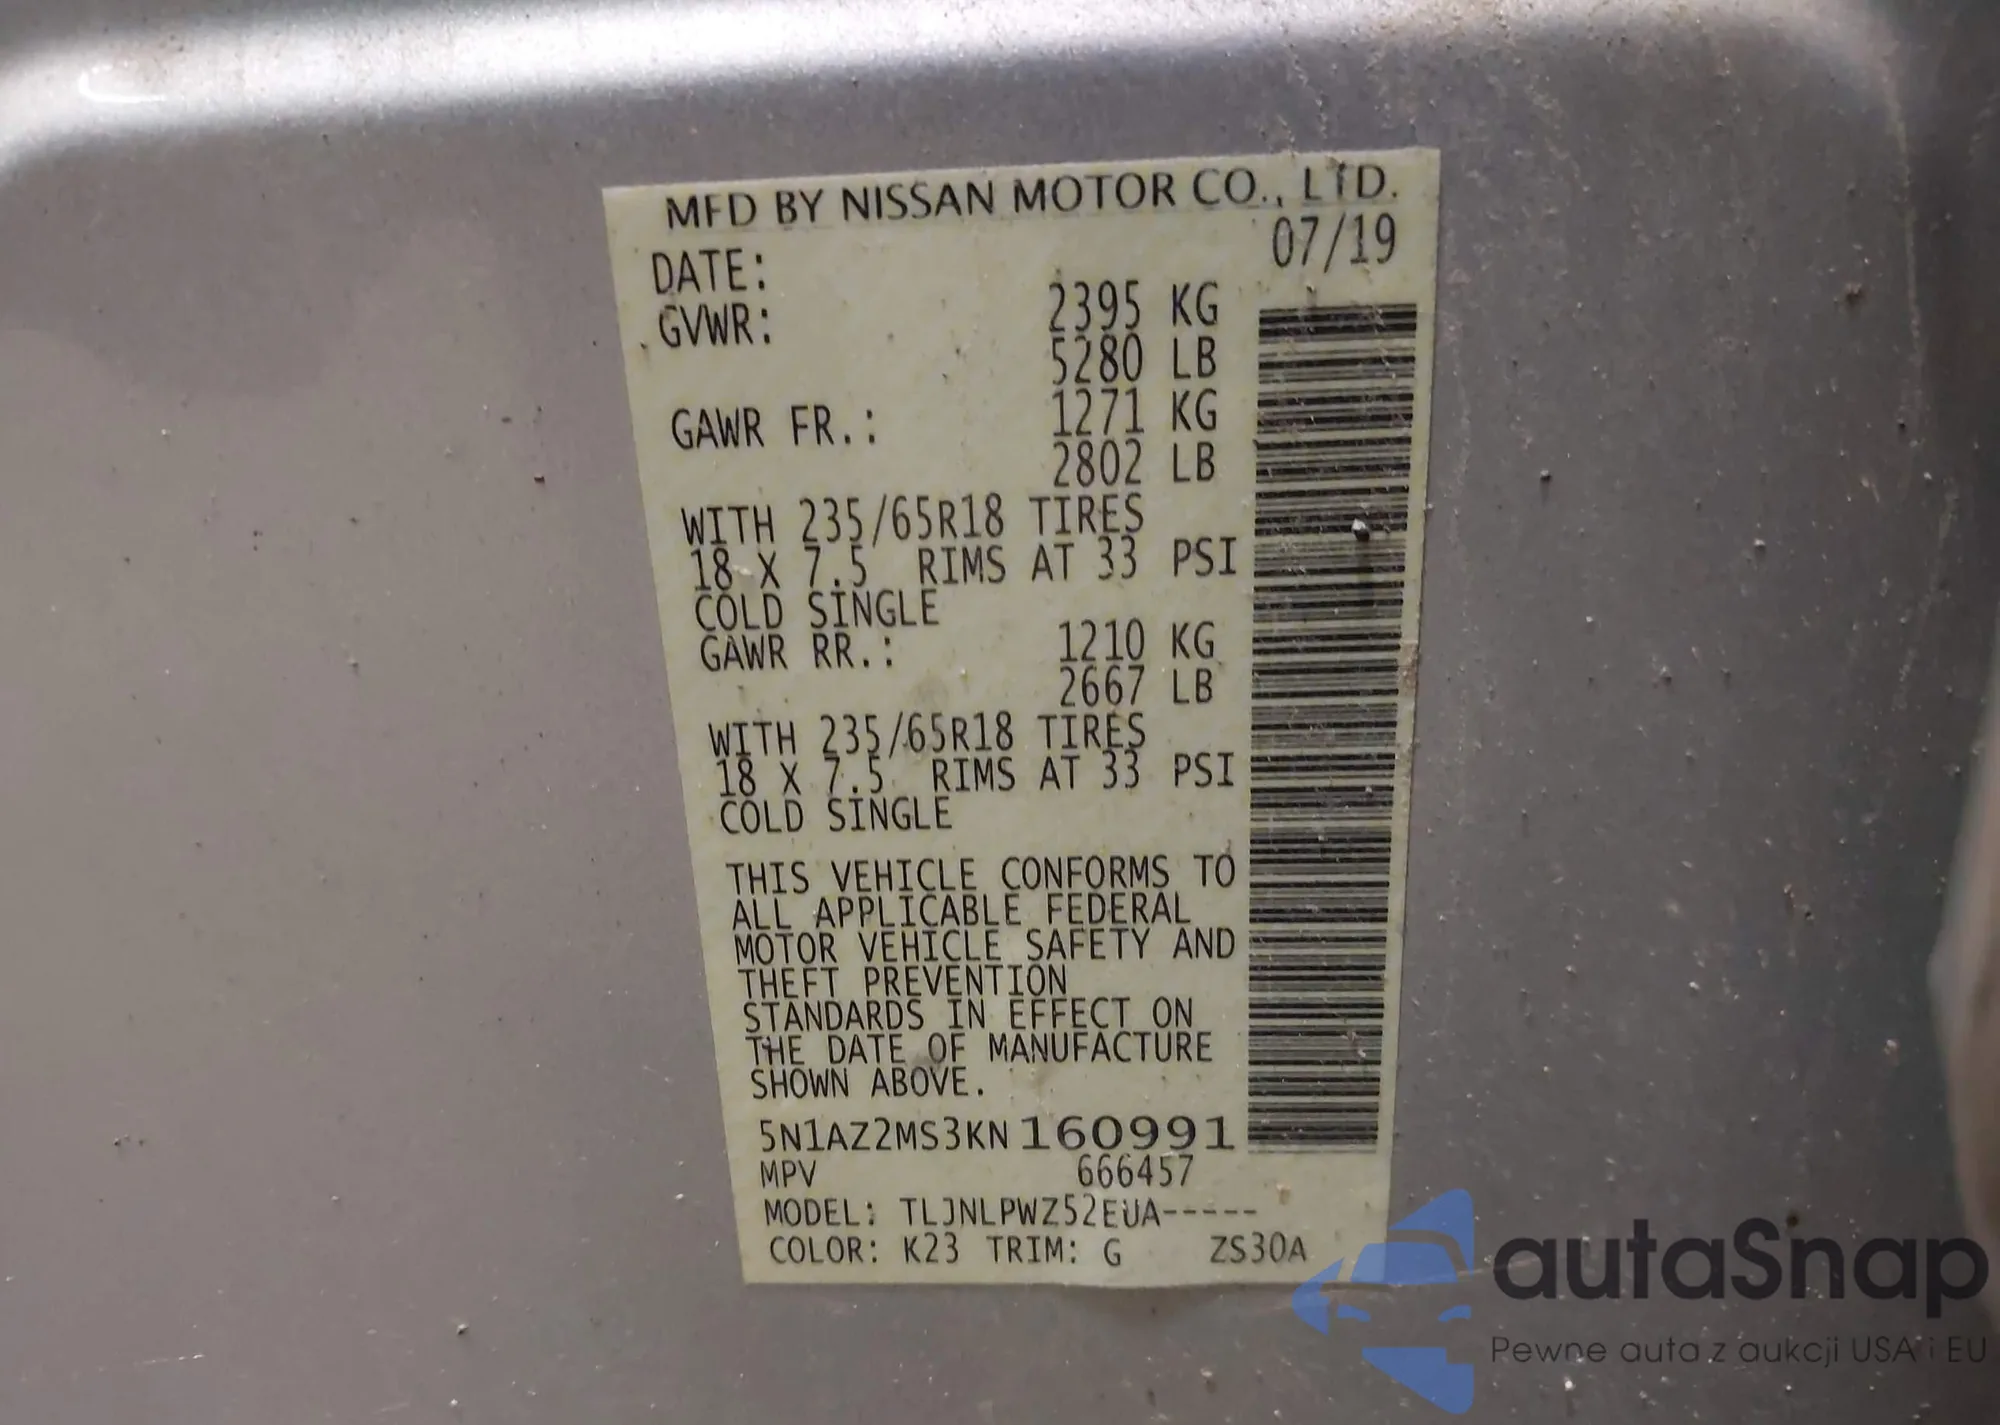 MFD BY NISSAN MOTOR CO., LTD.
DATE: 07/19
GVWR: 2395 KG
5280 LB
GAWR FR.: 1271 KG
2802 LB
WITH 235/65R18 TIRES
18 X 7.5 RIMS AT 33 PSI
COLD SINGLE
GAWR RR.: 1210 KG
2667 LB
WITH 235/65R18 TIRES
18 X 7.5 RIMS AT 33 PSI
COLD SINGLE
THIS VEHICLE CONFORMS TO
ALL APPLICABLE FEDERAL
MOTOR VEHICLE SAFETY AND
THEFT PREVENTION
STANDARDS IN EFFECT ON
THE DATE OF MANUFACTURE
SHOWN ABOVE.
5N1AZ2MS3KN160991
MPV 666457
MODEL: TLJNLPWZ52EUA-----
COLOR: K23 TRIM: G ZS30A
autaSnap
Pewne auta z aukcji USA i EU